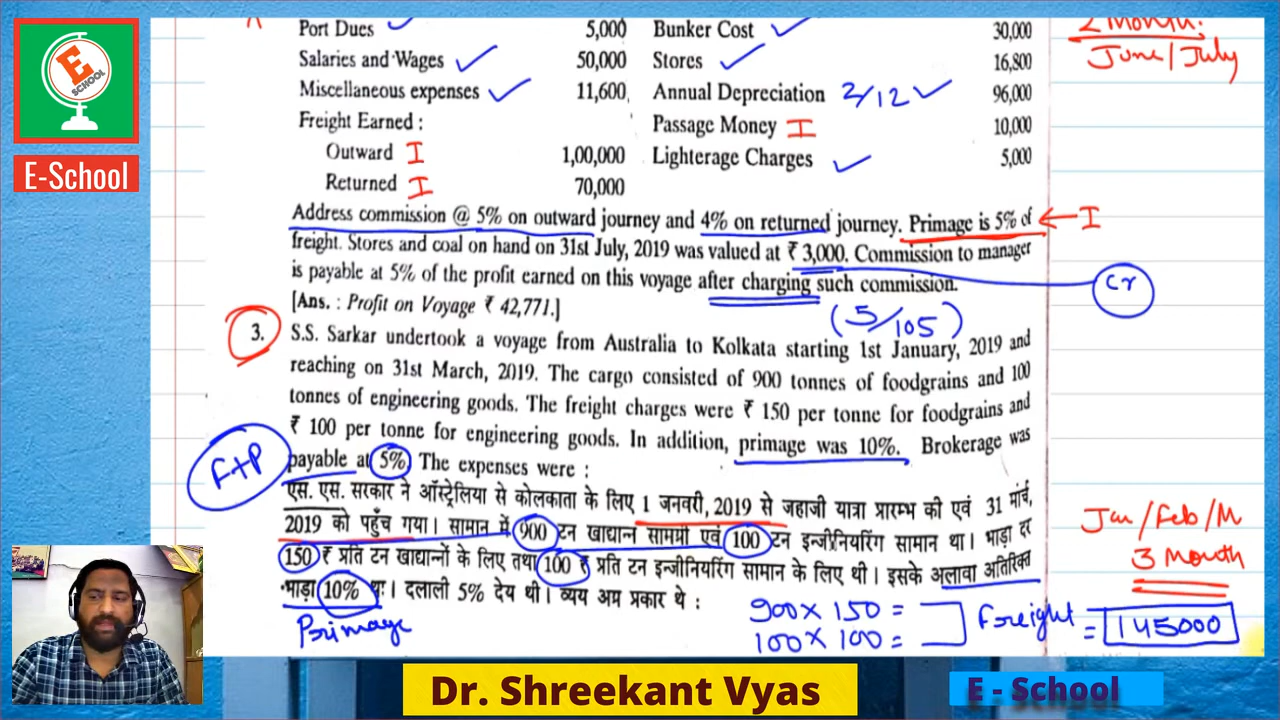 2 Month.
June/July
Port Dues 5,000 Bunker Cost 30,000
Salaries and Wages 50,000 Stores 16,800
Miscellaneous expenses 11,600 Annual Depreciation 2/12 96,000
Freight Earned : Passage Money I 10,000
Outward I 1,00,000 Lighterage Charges 5,000
Returned I 70,000
Address commission @ 5% on outward journey and 4% on returned journey. Primage is 5% of ← I
freight. Stores and coal on hand on 31st July, 2019 was valued at ₹ 3,000. Commission to manager
is payable at 5% of the profit earned on this voyage after charging such commission. Cr
[Ans. : Profit on Voyage ₹ 42,771.] (5/105)
3. S.S. Sarkar undertook a voyage from Australia to Kolkata starting 1st January, 2019 and
reaching on 31st March, 2019. The cargo consisted of 900 tonnes of foodgrains and 100
tonnes of engineering goods. The freight charges were ₹ 150 per tonne for foodgrains and
₹ 100 per tonne for engineering goods. In addition, primage was 10%. Brokerage was
F+P payable at 5% The expenses were :
एस. एस. सरकार ने ऑस्ट्रेलिया से कोलकाता के लिए 1 जनवरी, 2019 से जहाजी यात्रा प्रारम्भ की एवं 31 मार्च,
2019 को पहुँच गया। सामान में 900 टन खाद्यान्न सामग्री एवं 100 टन इन्जीनियरिंग सामान था। भाड़ा दर
150 ₹ प्रति टन खाद्यान्नों के लिए तथा 100 ₹ प्रति टन इन्जीनियरिंग सामान के लिए थी। इसके अलावा अतिरिक्त
भाड़ा 10% था। दलाली 5% देय थी। व्यय अग्र प्रकार थे :
Jan/Feb/M
3 Month
Primage
900 x 150 =
100 x 100 =
Freight = 145000
E
SCHOOL
E-School
Dr. Shreekant Vyas
E - School